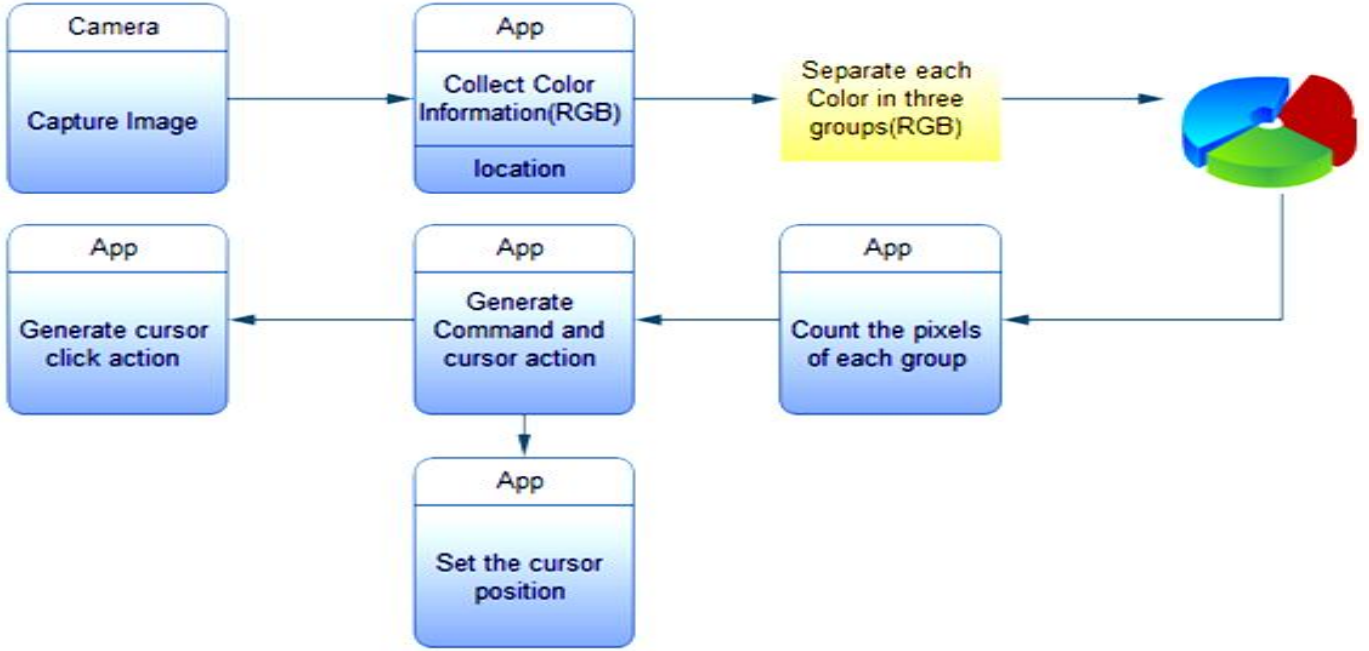 Camera
Capture Image
App
Collect Color
Information(RGB)
location
Separate each
Color in three
groups(RGB)
App
Generate cursor
click action
App
Generate
Command and
cursor action
App
Count the pixels
of each group
App
Set the cursor
position